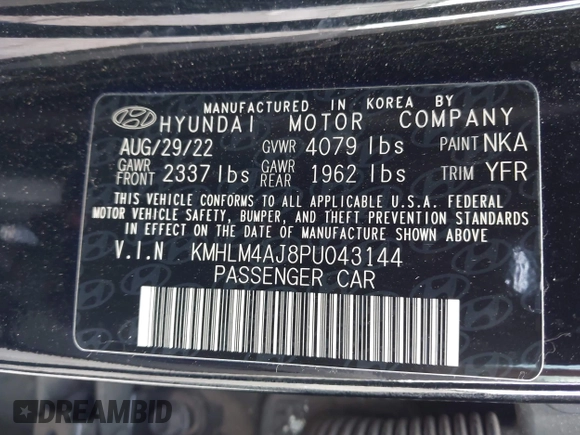 MANUFACTURED IN KOREA BY
HYUNDAI MOTOR COMPANY
AUG/29/22 GVWR 4079 lbs PAINT NKA
GAWR FRONT 2337 lbs GAWR REAR 1962 lbs TRIM YFR
THIS VEHICLE CONFORMS TO ALL APPLICABLE U.S.A. FEDERAL
MOTOR VEHICLE SAFETY, BUMPER, AND THEFT PREVENTION STANDARDS
IN EFFECT ON THE DATE OF MANUFACTURE SHOWN ABOVE.
V.I.N KMHLM4AJ8PU043144
PASSENGER CAR
DREAMBID